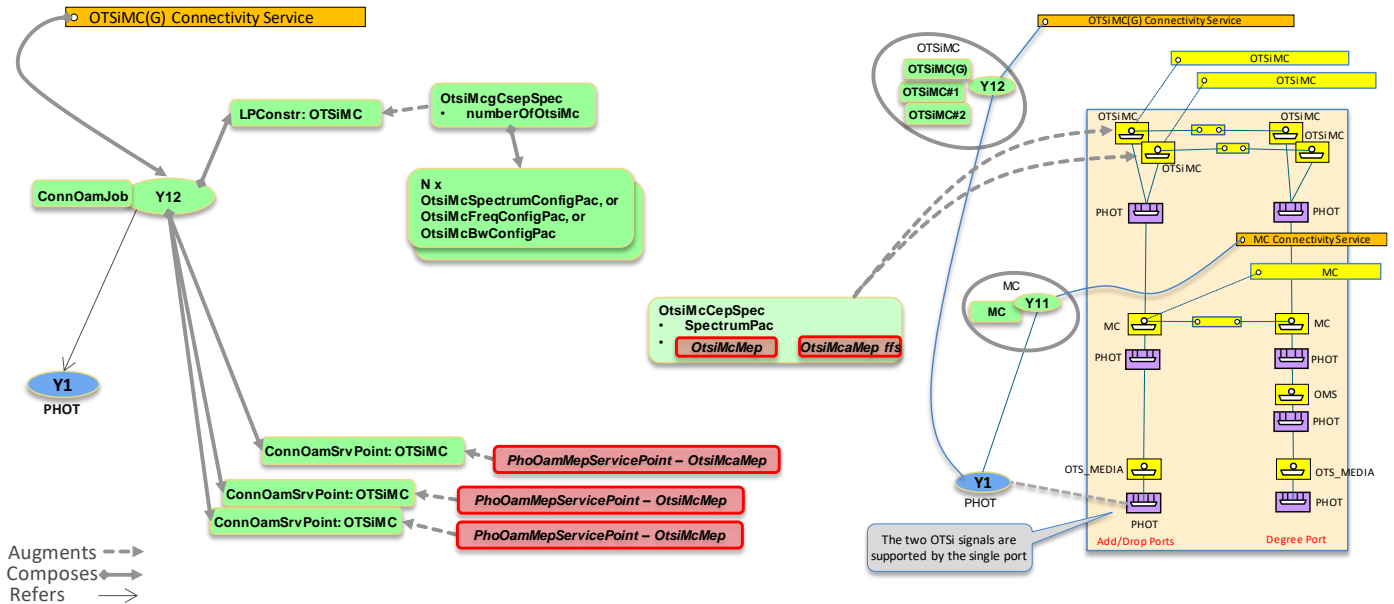 OTSiMC(G) Connectivity Service
LPConstr: OTSiMC
OtsiMcgCsepSpec
• numberOfOtsiMc
N x
OtsiMcSpectrumConfigPac, or
OtsiMcFreqConfigPac, or
OtsiMcBwConfigPac
ConnOamJob
Y12
Y1
PHOT
ConnOamSrvPoint: OTSiMC
PhoOamMepServicePoint – OtsiMcaMep
ConnOamSrvPoint: OTSiMC
PhoOamMepServicePoint – OtsiMcMep
ConnOamSrvPoint: OTSiMC
PhoOamMepServicePoint – OtsiMcMep
Augments
Composes
Refers
OtsiMcCepSpec
• SpectrumPac
• OtsiMcMep
OtsiMcaMep ffs
OTSiMC(G) Connectivity Service
OTSiMC
OTSiMC(G)
OTSiMC#1
OTSiMC#2
Y12
OTSiMC
OTSiMC
OTSiMC
OTSiMC
OTSiMC
OTSiMC
PHOT
PHOT
MC Connectivity Service
MC
MC
MC
Y11
MC
MC
PHOT
PHOT
OMS
PHOT
OTS_MEDIA
OTS_MEDIA
Y1
PHOT
PHOT
PHOT
The two OTSi signals are
supported by the single port
Add/Drop Ports
Degree Port